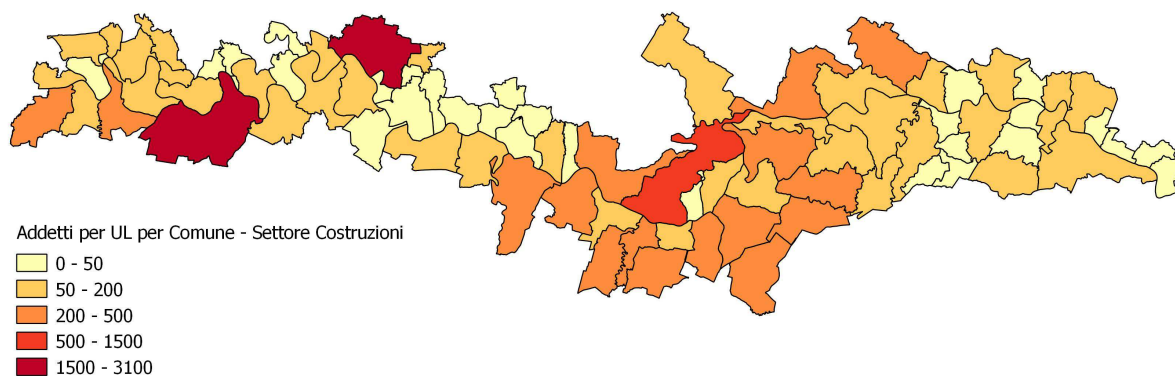 Addetti per UL per Comune - Settore Costruzioni
0 - 50
50 - 200
200 - 500
500 - 1500
1500 - 3100